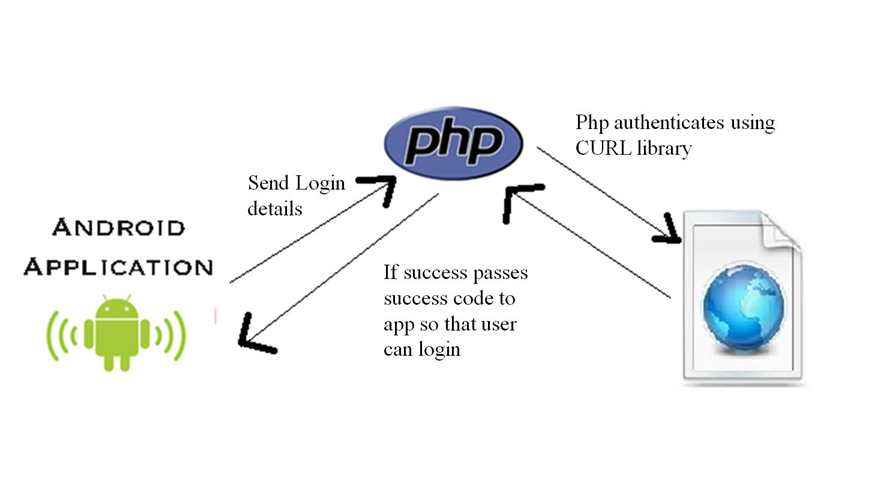 php
Php authenticates using
CURL library
Send Login
details
ANDROID
APPLICATION
If success passes
success code to
app so that user
can login